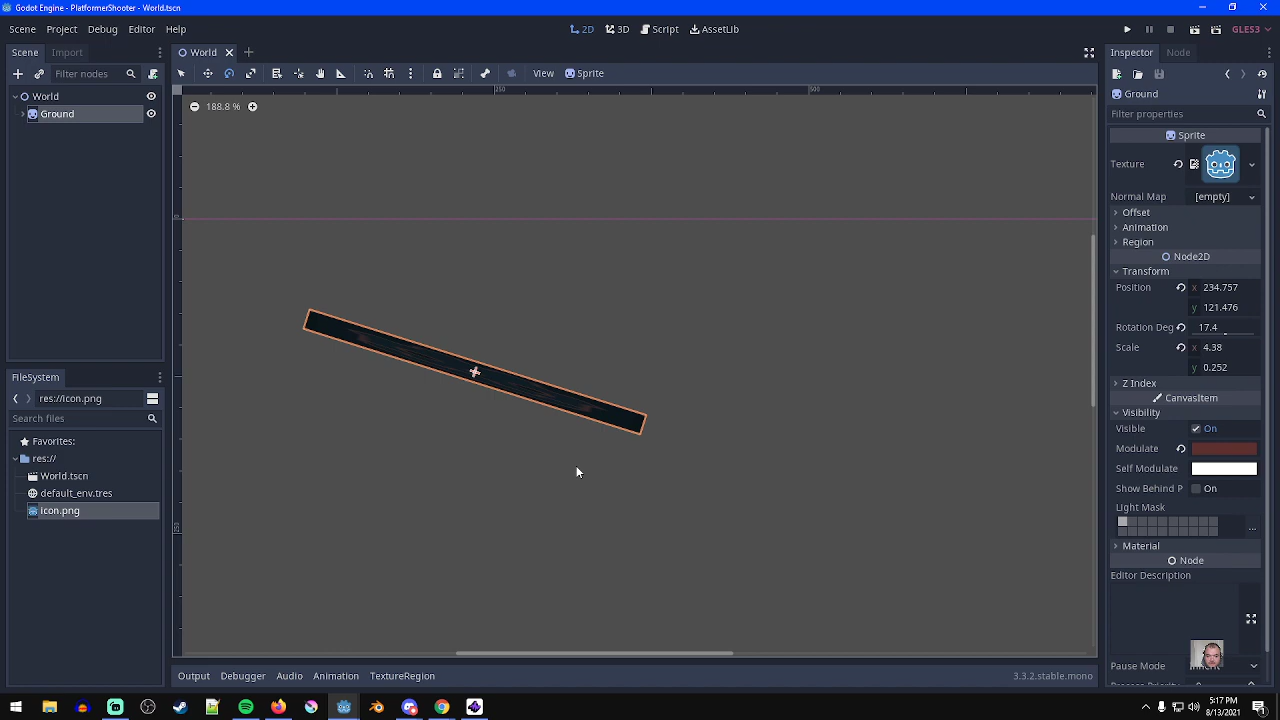 Godot Engine - PlatformerShooter - World.tscn
Scene Project Debug Editor Help
2D 3D Script AssetLib
GLES3
Scene Import
World
Inspector Node
Filter nodes
View Sprite
World
Ground
Ground
188.8 %
250
500
Filter properties
Sprite
Texture
Normal Map [empty]
Offset
Animation
Region
Node2D
Transform
Position x 234.757
y 121.476
Rotation Deg 17.4
Scale x 4.38
y 0.252
Z Index
CanvasItem
Visibility
Visible On
Modulate
Self Modulate
Show Behind P On
Light Mask
Material
Node
Editor Description
Pause Mode
0
250
FileSystem
res://icon.png
Search files
Favorites:
res://
World.tscn
default_env.tres
icon.png
Output Debugger Audio Animation TextureRegion
3.3.2.stable.mono
5:17 PM
8/13/2021